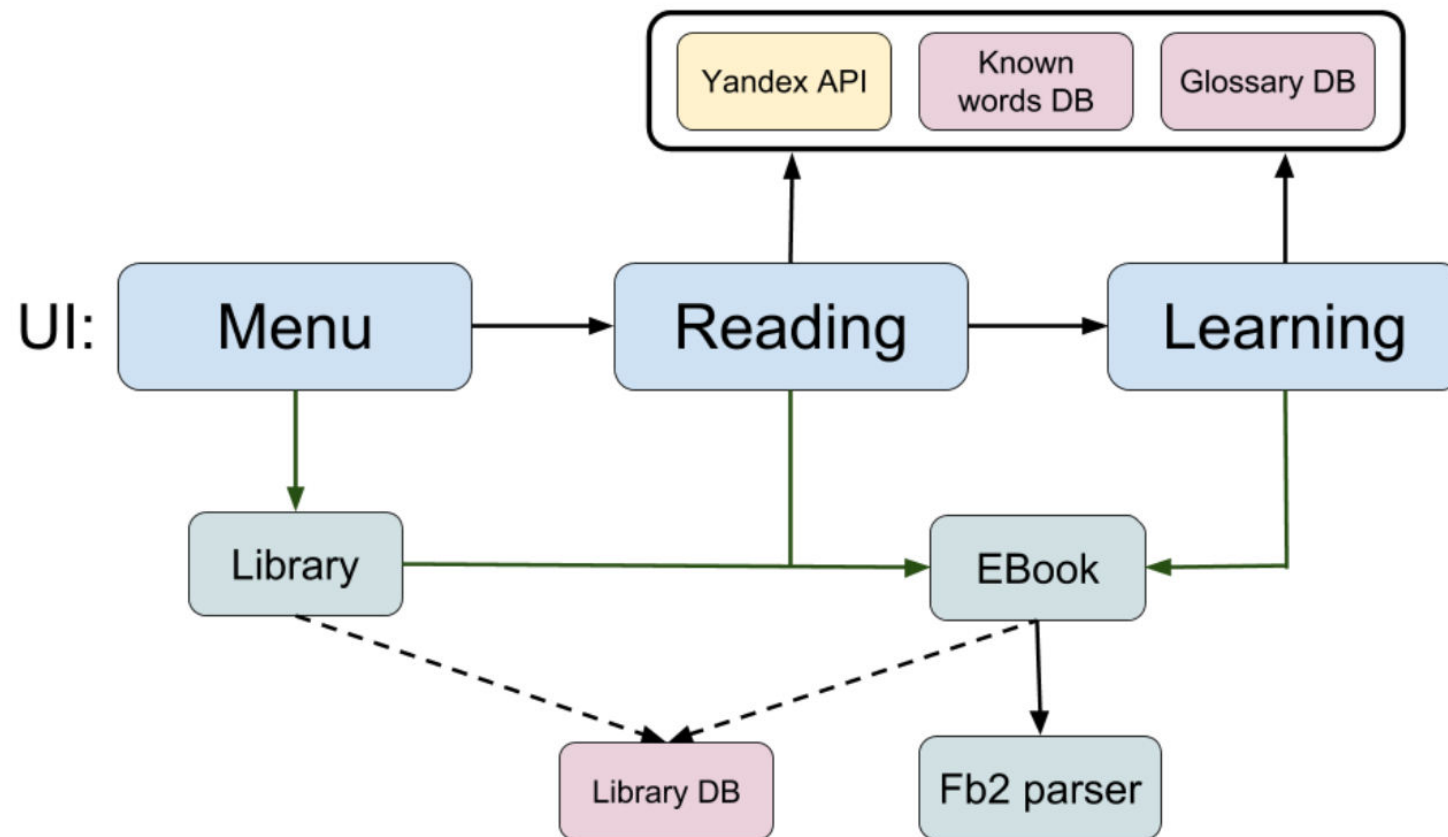 Yandex API
Known
words DB
Glossary DB
UI:
Menu
Reading
Learning
Library
EBook
Library DB
Fb2 parser